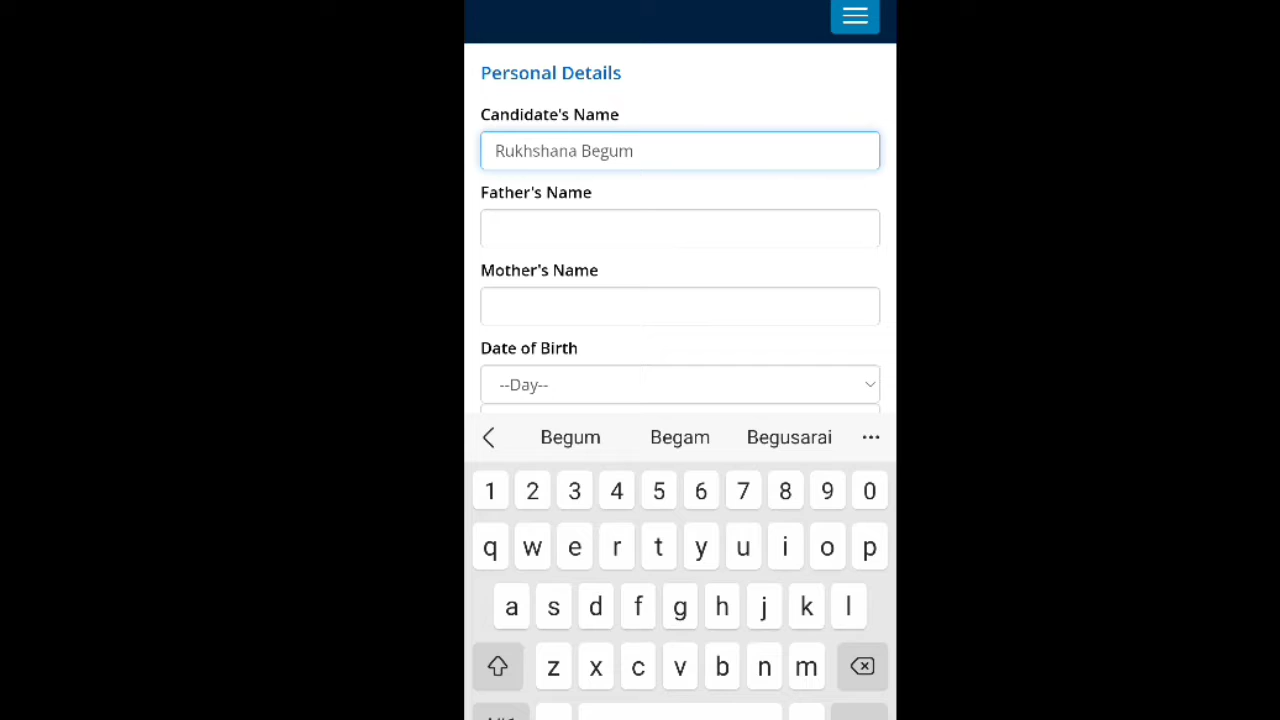 Personal Details
Candidate's Name
Rukhshana Begum
Father's Name
Mother's Name
Date of Birth
--Day--
Begum Begam Begusarai ...
1 2 3 4 5 6 7 8 9 0
q w e r t y u i o p
a s d f g h j k l
z x c v b n m